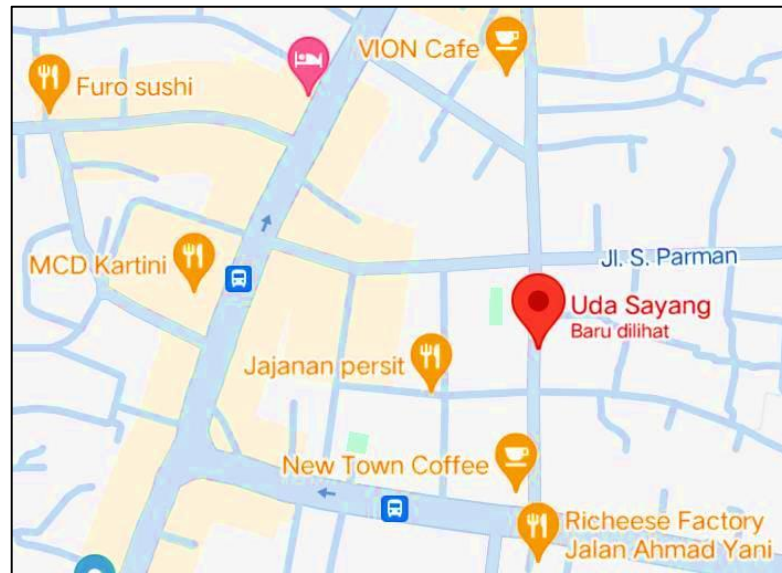 VION Cafe
Furo sushi
Jl. S. Parman
MCD Kartini
Uda Sayang
Baru dilihat
Jajanan persit
New Town Coffee
Richeese Factory
Jalan Ahmad Yani